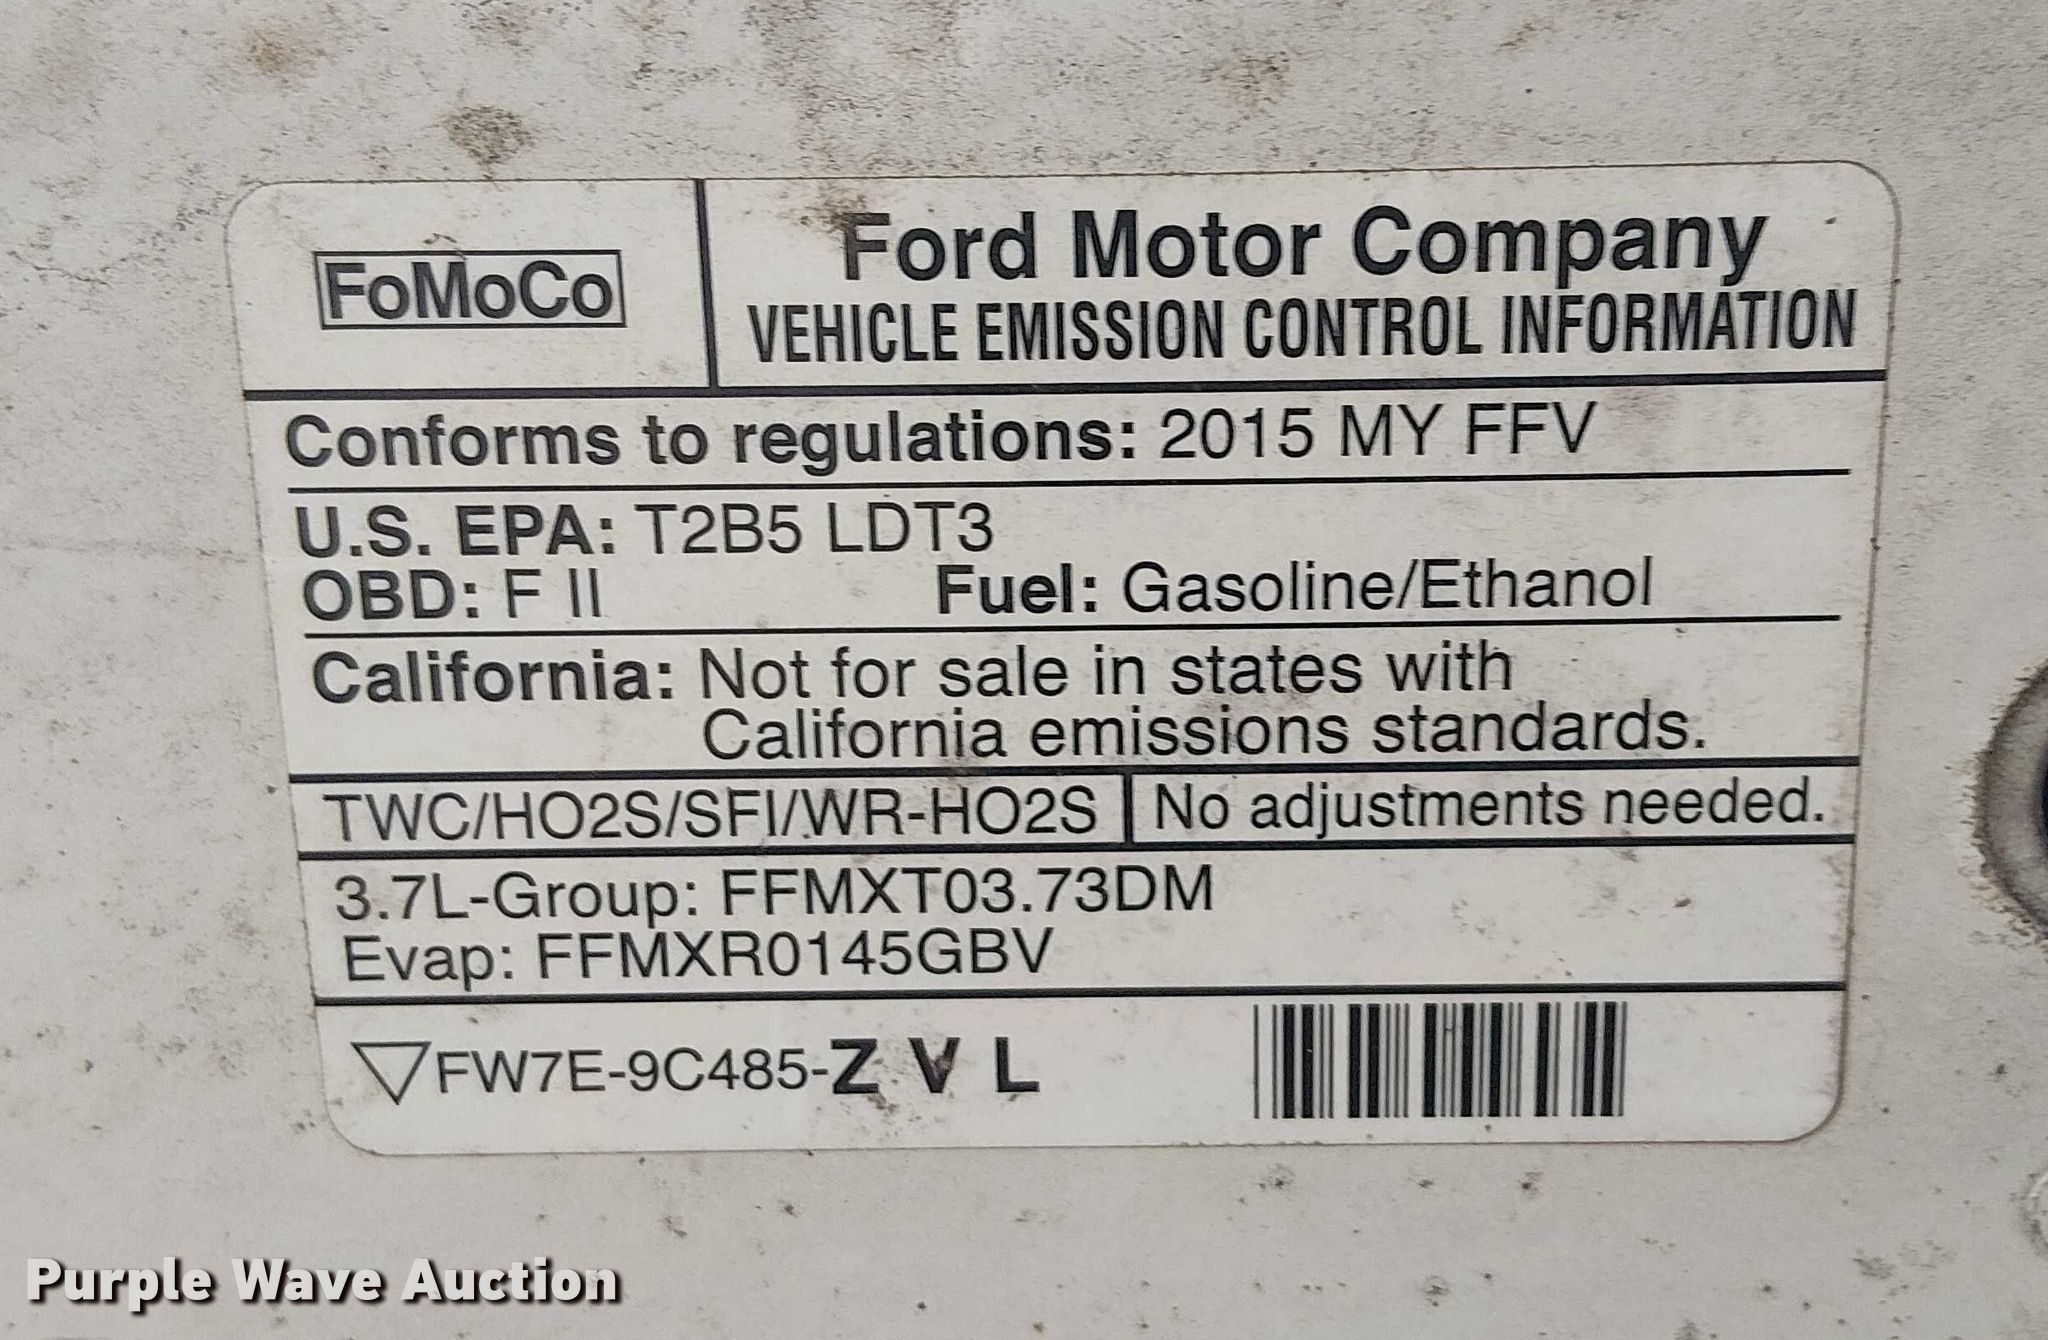 FoMoCo
Ford Motor Company
VEHICLE EMISSION CONTROL INFORMATION
Conforms to regulations: 2015 MY FFV
U.S. EPA: T2B5 LDT3
OBD: F II Fuel: Gasoline/Ethanol
California: Not for sale in states with
California emissions standards.
TWC/HO2S/SFI/WR-HO2S No adjustments needed.
3.7L-Group: FFMXT03.73DM
Evap: FFMXR0145GBV
FW7E-9C485-Z V L
Purple Wave Auction